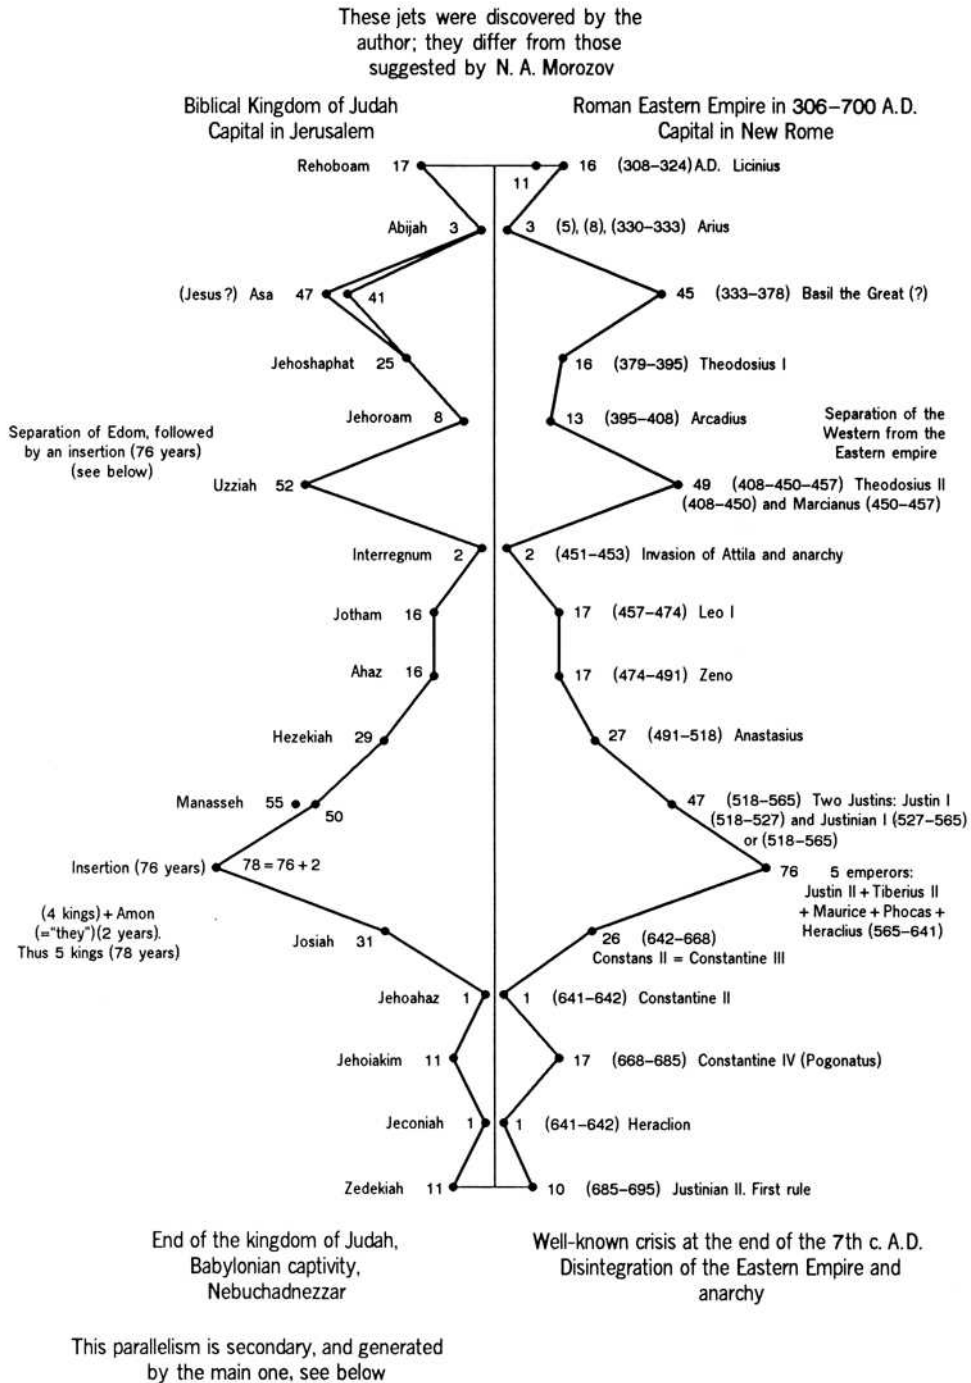 These jets were discovered by the
author; they differ from those
suggested by N. A. Morozov
Biblical Kingdom of Judah
Capital in Jerusalem
Roman Eastern Empire in 306–700 A.D.
Capital in New Rome
Rehoboam 17
11
16 (308–324) A.D. Licinius
Abijah 3
3 (5), (8), (330–333) Arius
(Jesus?) Asa 47
41
45 (333–378) Basil the Great (?)
Jehoshaphat 25
16 (379–395) Theodosius I
Jehoroam 8
13 (395–408) Arcadius
Separation of Edom, followed
by an insertion (76 years)
(see below)
Separation of the
Western from the
Eastern empire
Uzziah 52
49 (408–450–457) Theodosius II
(408–450) and Marcianus (450–457)
Interregnum 2
2 (451–453) Invasion of Attila and anarchy
Jotham 16
17 (457–474) Leo I
Ahaz 16
17 (474–491) Zeno
Hezekiah 29
27 (491–518) Anastasius
Manasseh 55
50
47 (518–565) Two Justins: Justin I
(518–527) and Justinian I (527–565)
or (518–565)
Insertion (76 years)
78 = 76 + 2
76 5 emperors:
Justin II + Tiberius II
+ Maurice + Phocas +
Heraclius (565–641)
(4 kings) + Amon
(="they") (2 years).
Thus 5 kings (78 years)
Josiah 31
26 (642–668)
Constans II = Constantine III
Jehoahaz 1
1 (641–642) Constantine II
Jehoiakim 11
17 (668–685) Constantine IV (Pogonatus)
Jeconiah 1
1 (641–642) Heraclion
Zedekiah 11
10 (685–695) Justinian II. First rule
End of the kingdom of Judah,
Babylonian captivity,
Nebuchadnezzar
Well-known crisis at the end of the 7th c. A.D.
Disintegration of the Eastern Empire and
anarchy
This parallelism is secondary, and generated
by the main one, see below